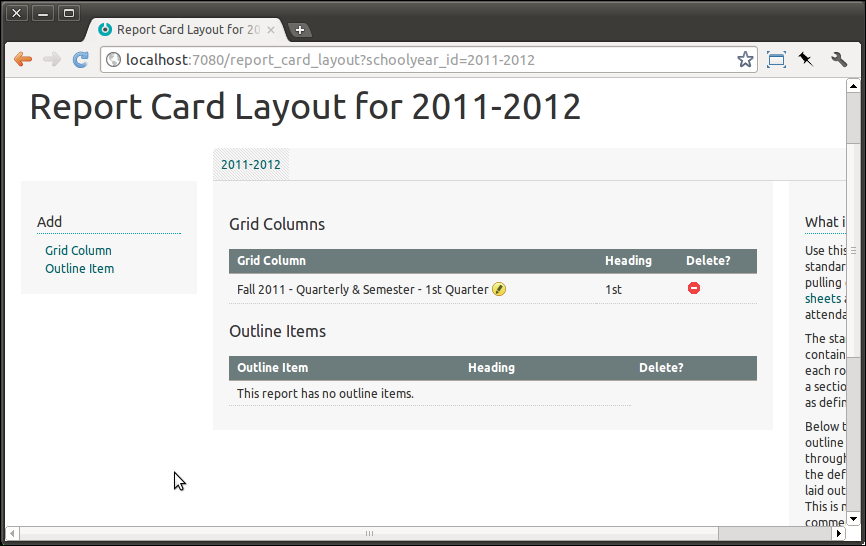 Report Card Layout for 20
localhost:7080/report_card_layout?schoolyear_id=2011-2012
Report Card Layout for 2011-2012
2011-2012
Add
Grid Column
Outline Item
Grid Columns
Grid Column Heading Delete?
Fall 2011 - Quarterly & Semester - 1st Quarter 1st
Outline Items
Outline Item Heading Delete?
This report has no outline items.
What i
Use this
standar
pulling
sheets a
attenda
The sta
contain
each ro
a sectio
as defin
Below t
outline
through
the def
laid out
This is n
comme